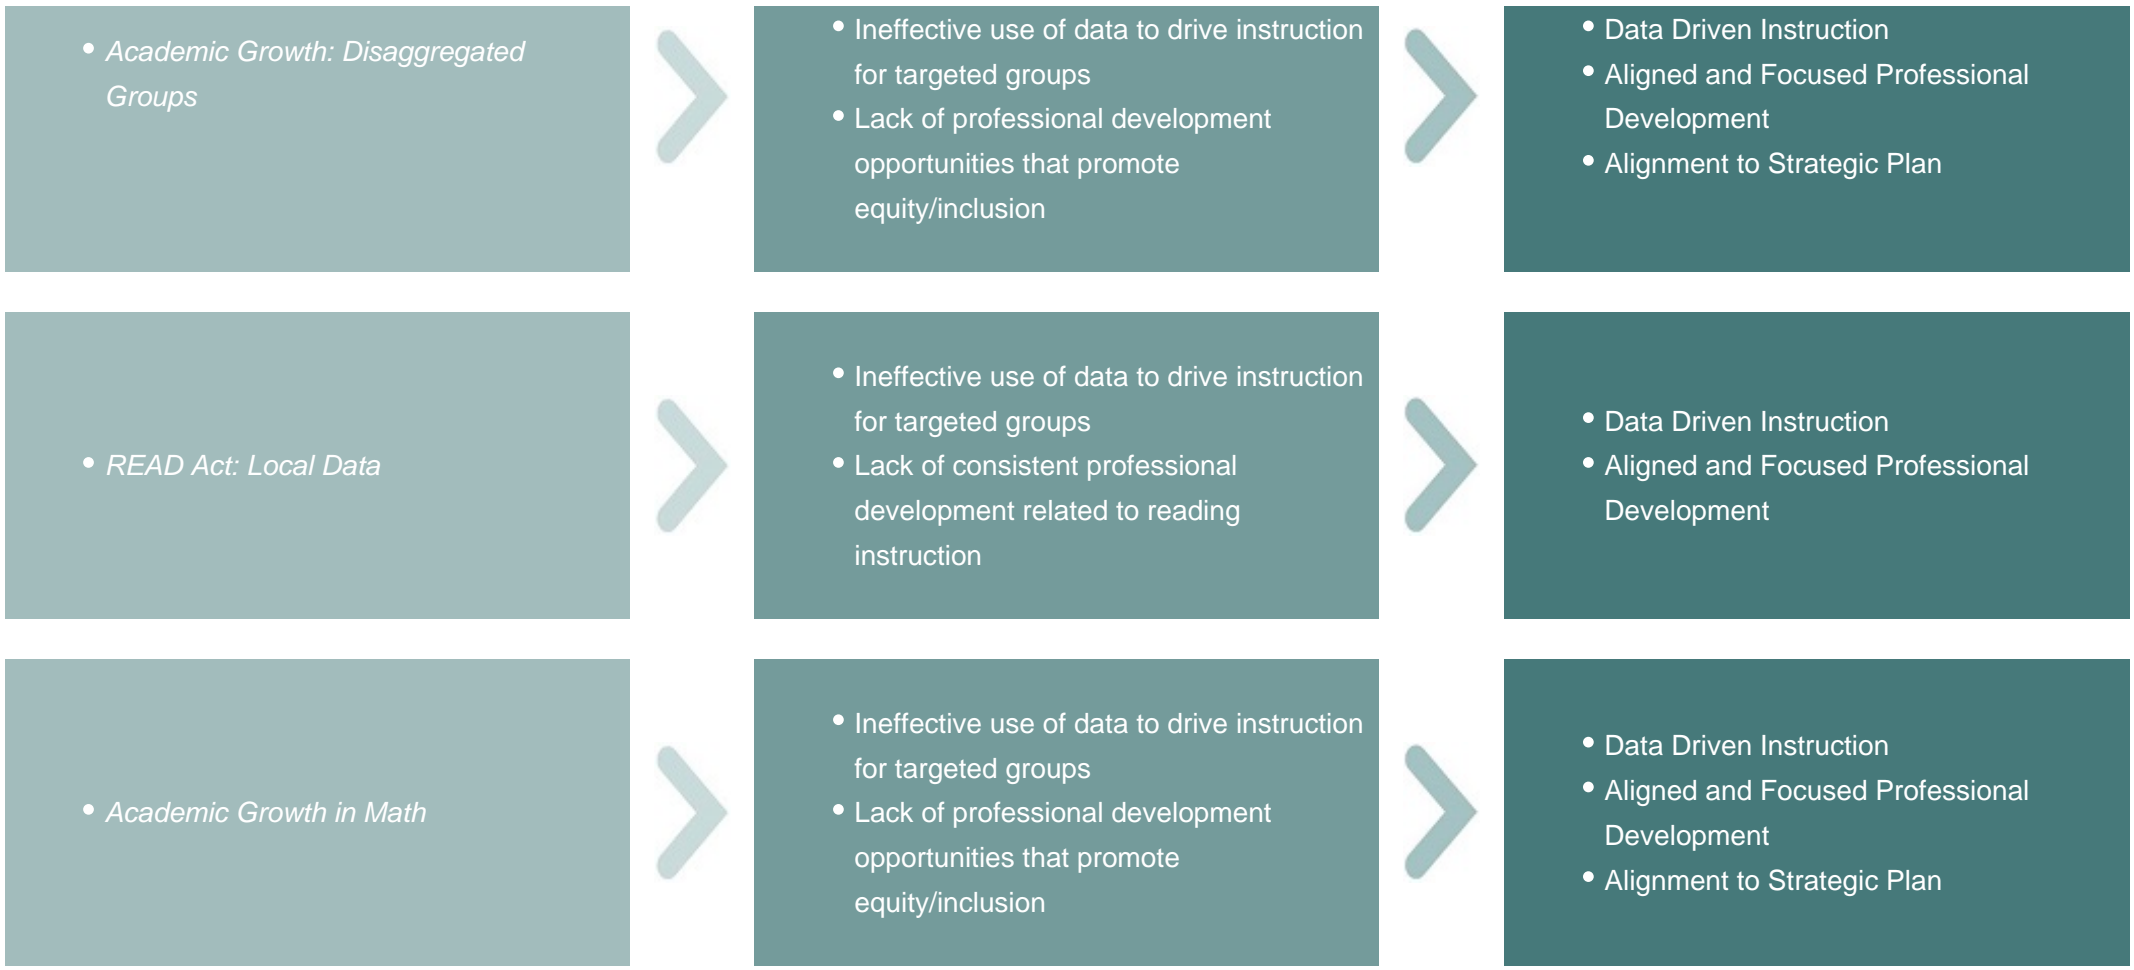 • Academic Growth: Disaggregated
Groups
• Ineffective use of data to drive instruction
for targeted groups
• Lack of professional development
opportunities that promote
equity/inclusion
• Data Driven Instruction
• Aligned and Focused Professional
Development
• Alignment to Strategic Plan
• READ Act: Local Data
• Ineffective use of data to drive instruction
for targeted groups
• Lack of consistent professional
development related to reading
instruction
• Data Driven Instruction
• Aligned and Focused Professional
Development
• Academic Growth in Math
• Ineffective use of data to drive instruction
for targeted groups
• Lack of professional development
opportunities that promote
equity/inclusion
• Data Driven Instruction
• Aligned and Focused Professional
Development
• Alignment to Strategic Plan